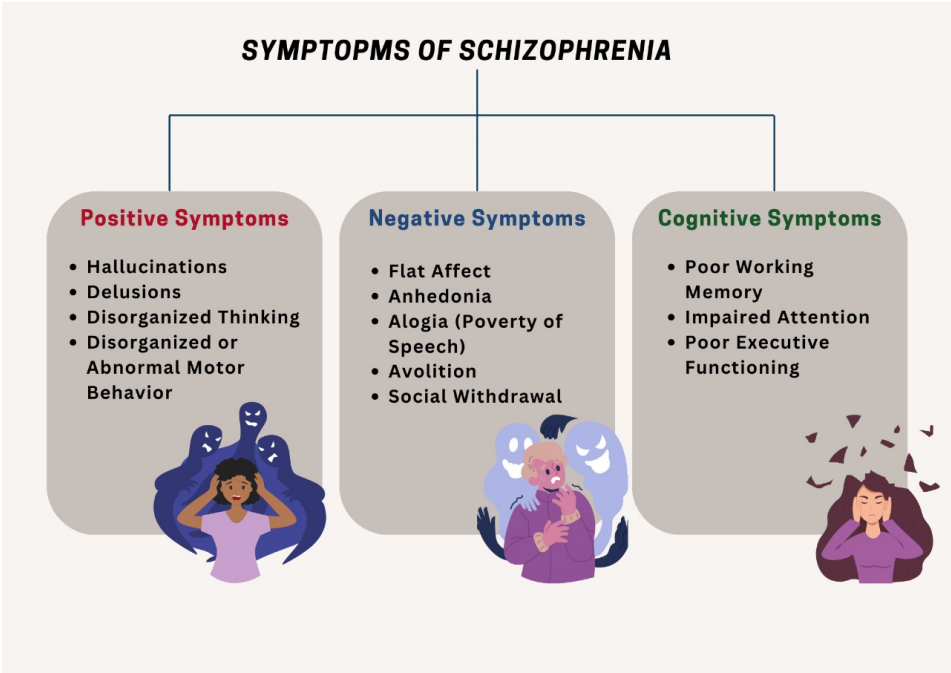 SYMPTOPMS OF SCHIZOPHRENIA
Positive Symptoms
• Hallucinations
• Delusions
• Disorganized Thinking
• Disorganized or
Abnormal Motor
Behavior
Negative Symptoms
• Flat Affect
• Anhedonia
• Alogia (Poverty of
Speech)
• Avolition
• Social Withdrawal
Cognitive Symptoms
• Poor Working
Memory
• Impaired Attention
• Poor Executive
Functioning